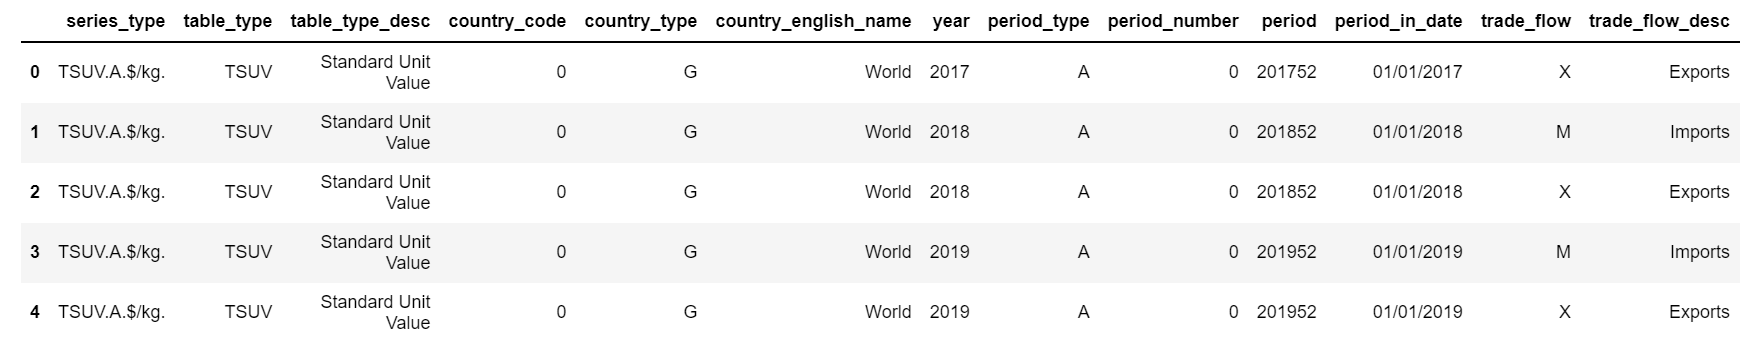 series_type table_type table_type_desc country_code country_type country_english_name year period_type period_number period period_in_date trade_flow trade_flow_desc
0 TSUV.A.$/kg. TSUV Standard Unit Value 0 G World 2017 A 0 201752 01/01/2017 X Exports
1 TSUV.A.$/kg. TSUV Standard Unit Value 0 G World 2018 A 0 201852 01/01/2018 M Imports
2 TSUV.A.$/kg. TSUV Standard Unit Value 0 G World 2018 A 0 201852 01/01/2018 X Exports
3 TSUV.A.$/kg. TSUV Standard Unit Value 0 G World 2019 A 0 201952 01/01/2019 M Imports
4 TSUV.A.$/kg. TSUV Standard Unit Value 0 G World 2019 A 0 201952 01/01/2019 X Exports